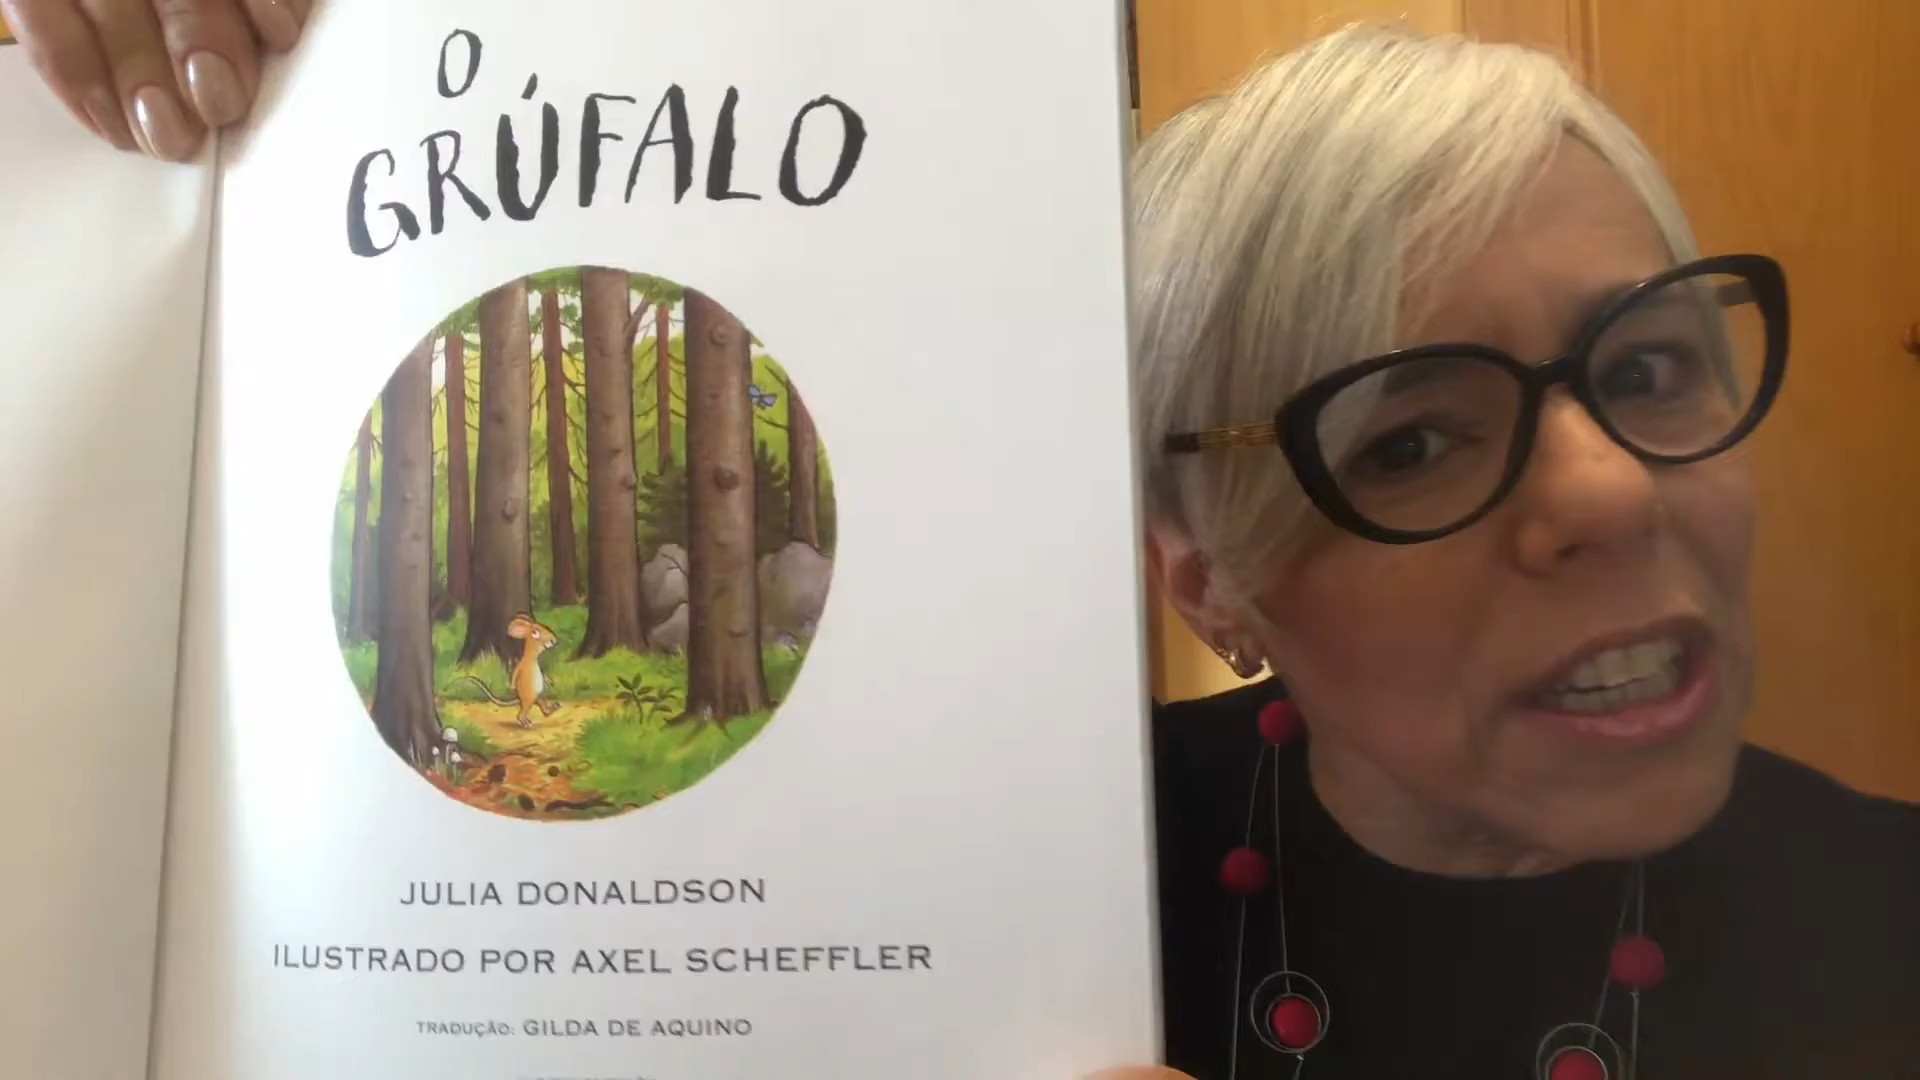 O
GRÚFALO
JULIA DONALDSON
ILUSTRADO POR AXEL SCHEFFLER
TRADUÇÃO: GILDA DE AQUINO